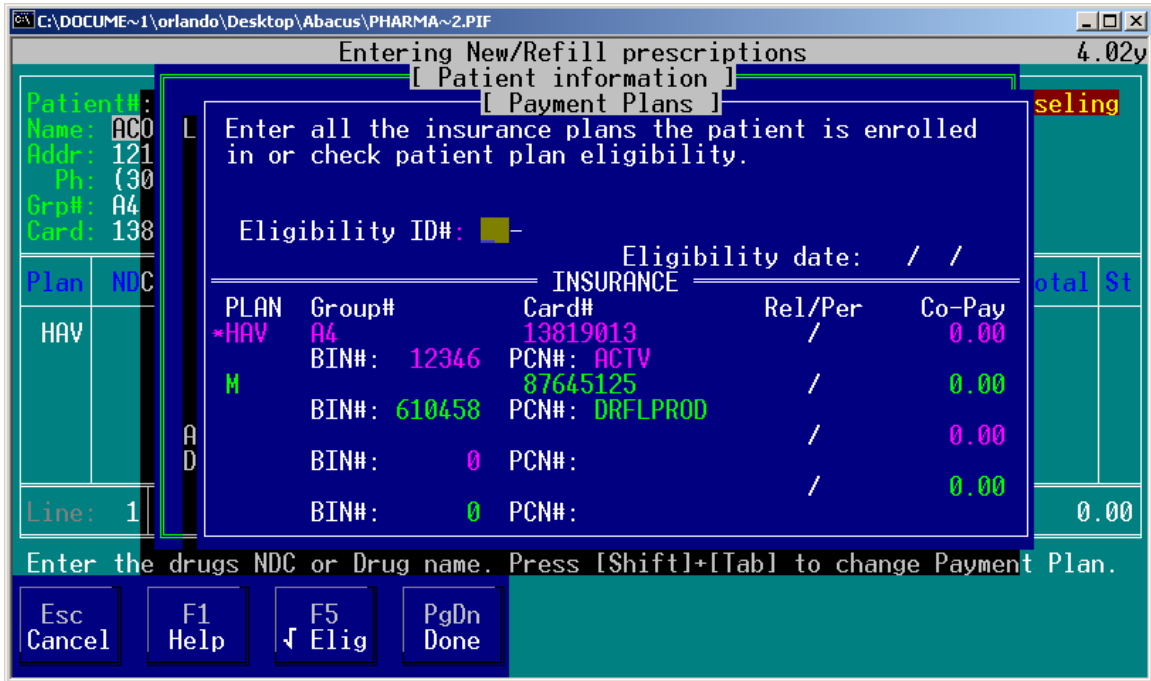 C:\DOCUME~1\orlando\Desktop\Abacus\PHARMA~2.PIF
Entering New/Refill prescriptions 4.02y
[ Patient information ]
[ Payment Plans ]
Patient#: seling
Name: ACO L Enter all the insurance plans the patient is enrolled
Addr: 121 in or check patient plan eligibility.
Ph: (30
Grp#: A4
Card: 138 Eligibility ID#: -
Eligibility date: / /
Plan NDC INSURANCE otal St
PLAN Group# Card# Rel/Per Co-Pay
HAV *HAV A4 13819013 / 0.00
BIN#: 12346 PCN#: ACTV
M 87645125 / 0.00
BIN#: 610458 PCN#: DRFLPROD
A / 0.00
D BIN#: 0 PCN#:
/ 0.00
Line: 1 BIN#: 0 PCN#: 0.00
Enter the drugs NDC or Drug name. Press [Shift]+[Tab] to change Payment Plan.
Esc F1 F5 PgDn
Cancel Help √ Elig Done